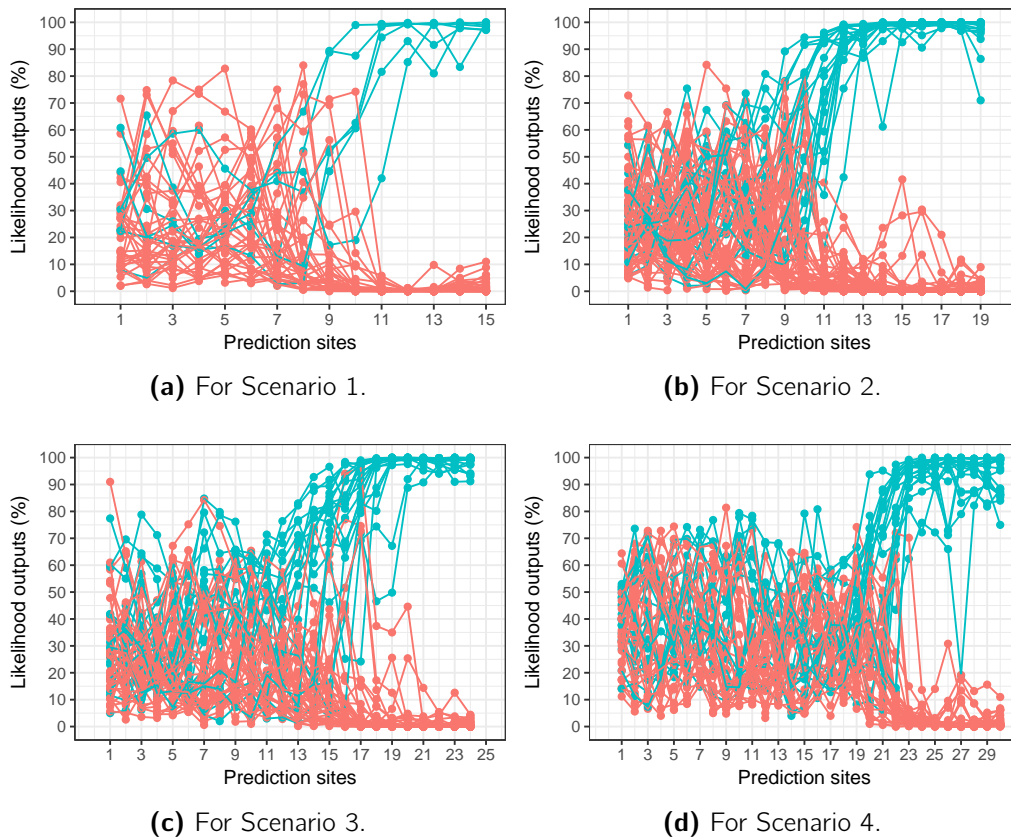 100
90
80
70
60
50
40
30
20
10
0
Likelihood outputs (%)
1 3 5 7 9 11 13 15
Prediction sites
(a) For Scenario 1.
100
90
80
70
60
50
40
30
20
10
0
Likelihood outputs (%)
1 3 5 7 9 11 13 15 17 19
Prediction sites
(b) For Scenario 2.
100
90
80
70
60
50
40
30
20
10
0
Likelihood outputs (%)
1 3 5 7 9 11 13 15 17 19 21 23 25
Prediction sites
(c) For Scenario 3.
100
90
80
70
60
50
40
30
20
10
0
Likelihood outputs (%)
1 3 5 7 9 11 13 15 17 19 21 23 25 27 29
Prediction sites
(d) For Scenario 4.